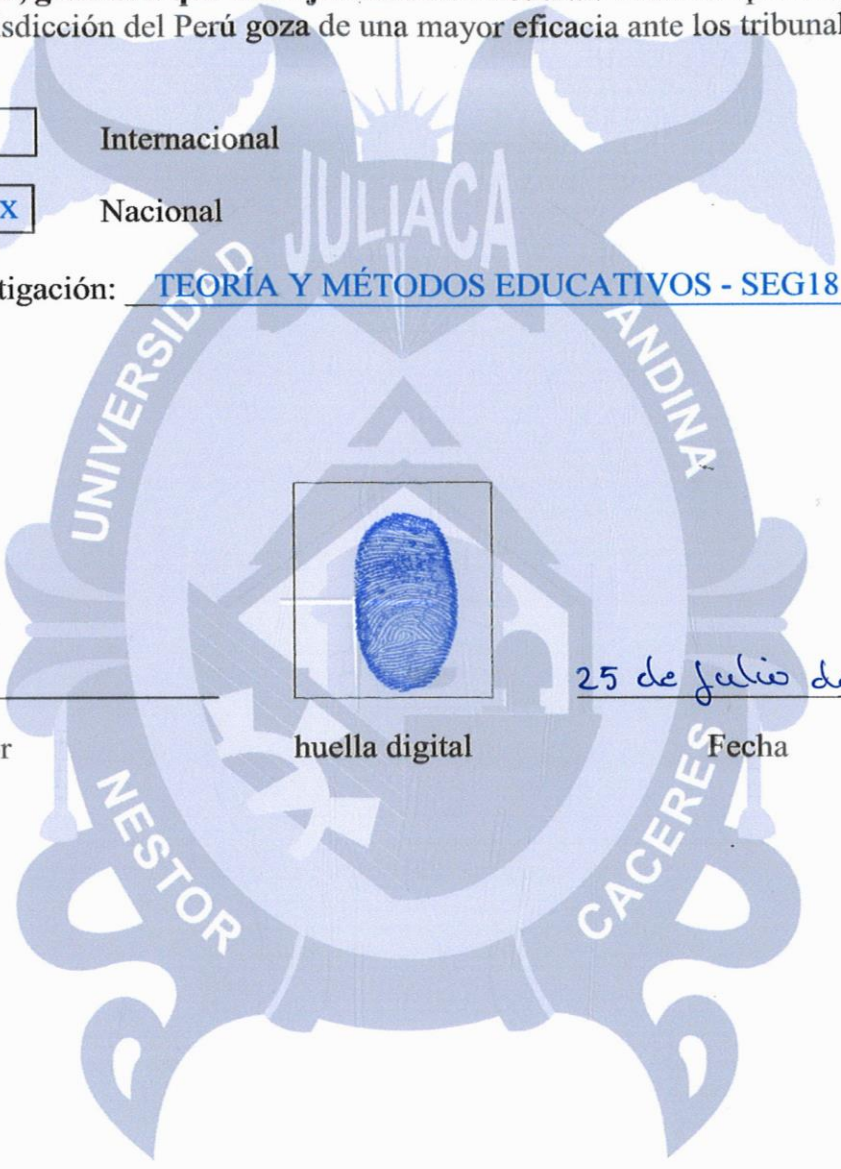 sdicción del Perú goza de una mayor eficacia ante los tribunal
Internacional
X Nacional
tigación: TEORÍA Y MÉTODOS EDUCATIVOS - SEG18
25 de Julio de
r huella digital Fecha
UNIVERSIDAD ANDINA
NESTOR CACERES
JULIACA